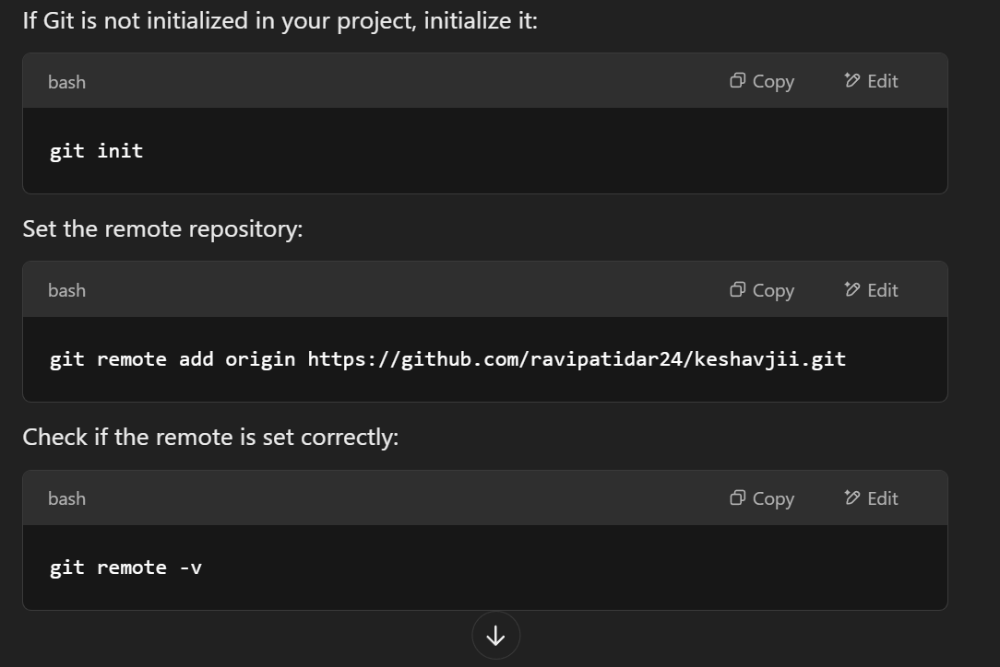 If Git is not initialized in your project, initialize it:
bash Copy Edit
git init
Set the remote repository:
bash Copy Edit
git remote add origin https://github.com/ravipatidar24/keshavjii.git
Check if the remote is set correctly:
bash Copy Edit
git remote -v